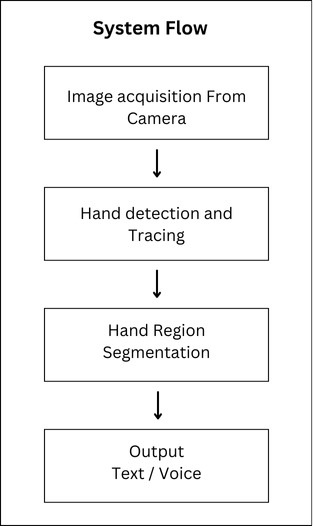 System Flow
Image acquisition From
Camera
Hand detection and
Tracing
Hand Region
Segmentation
Output
Text / Voice